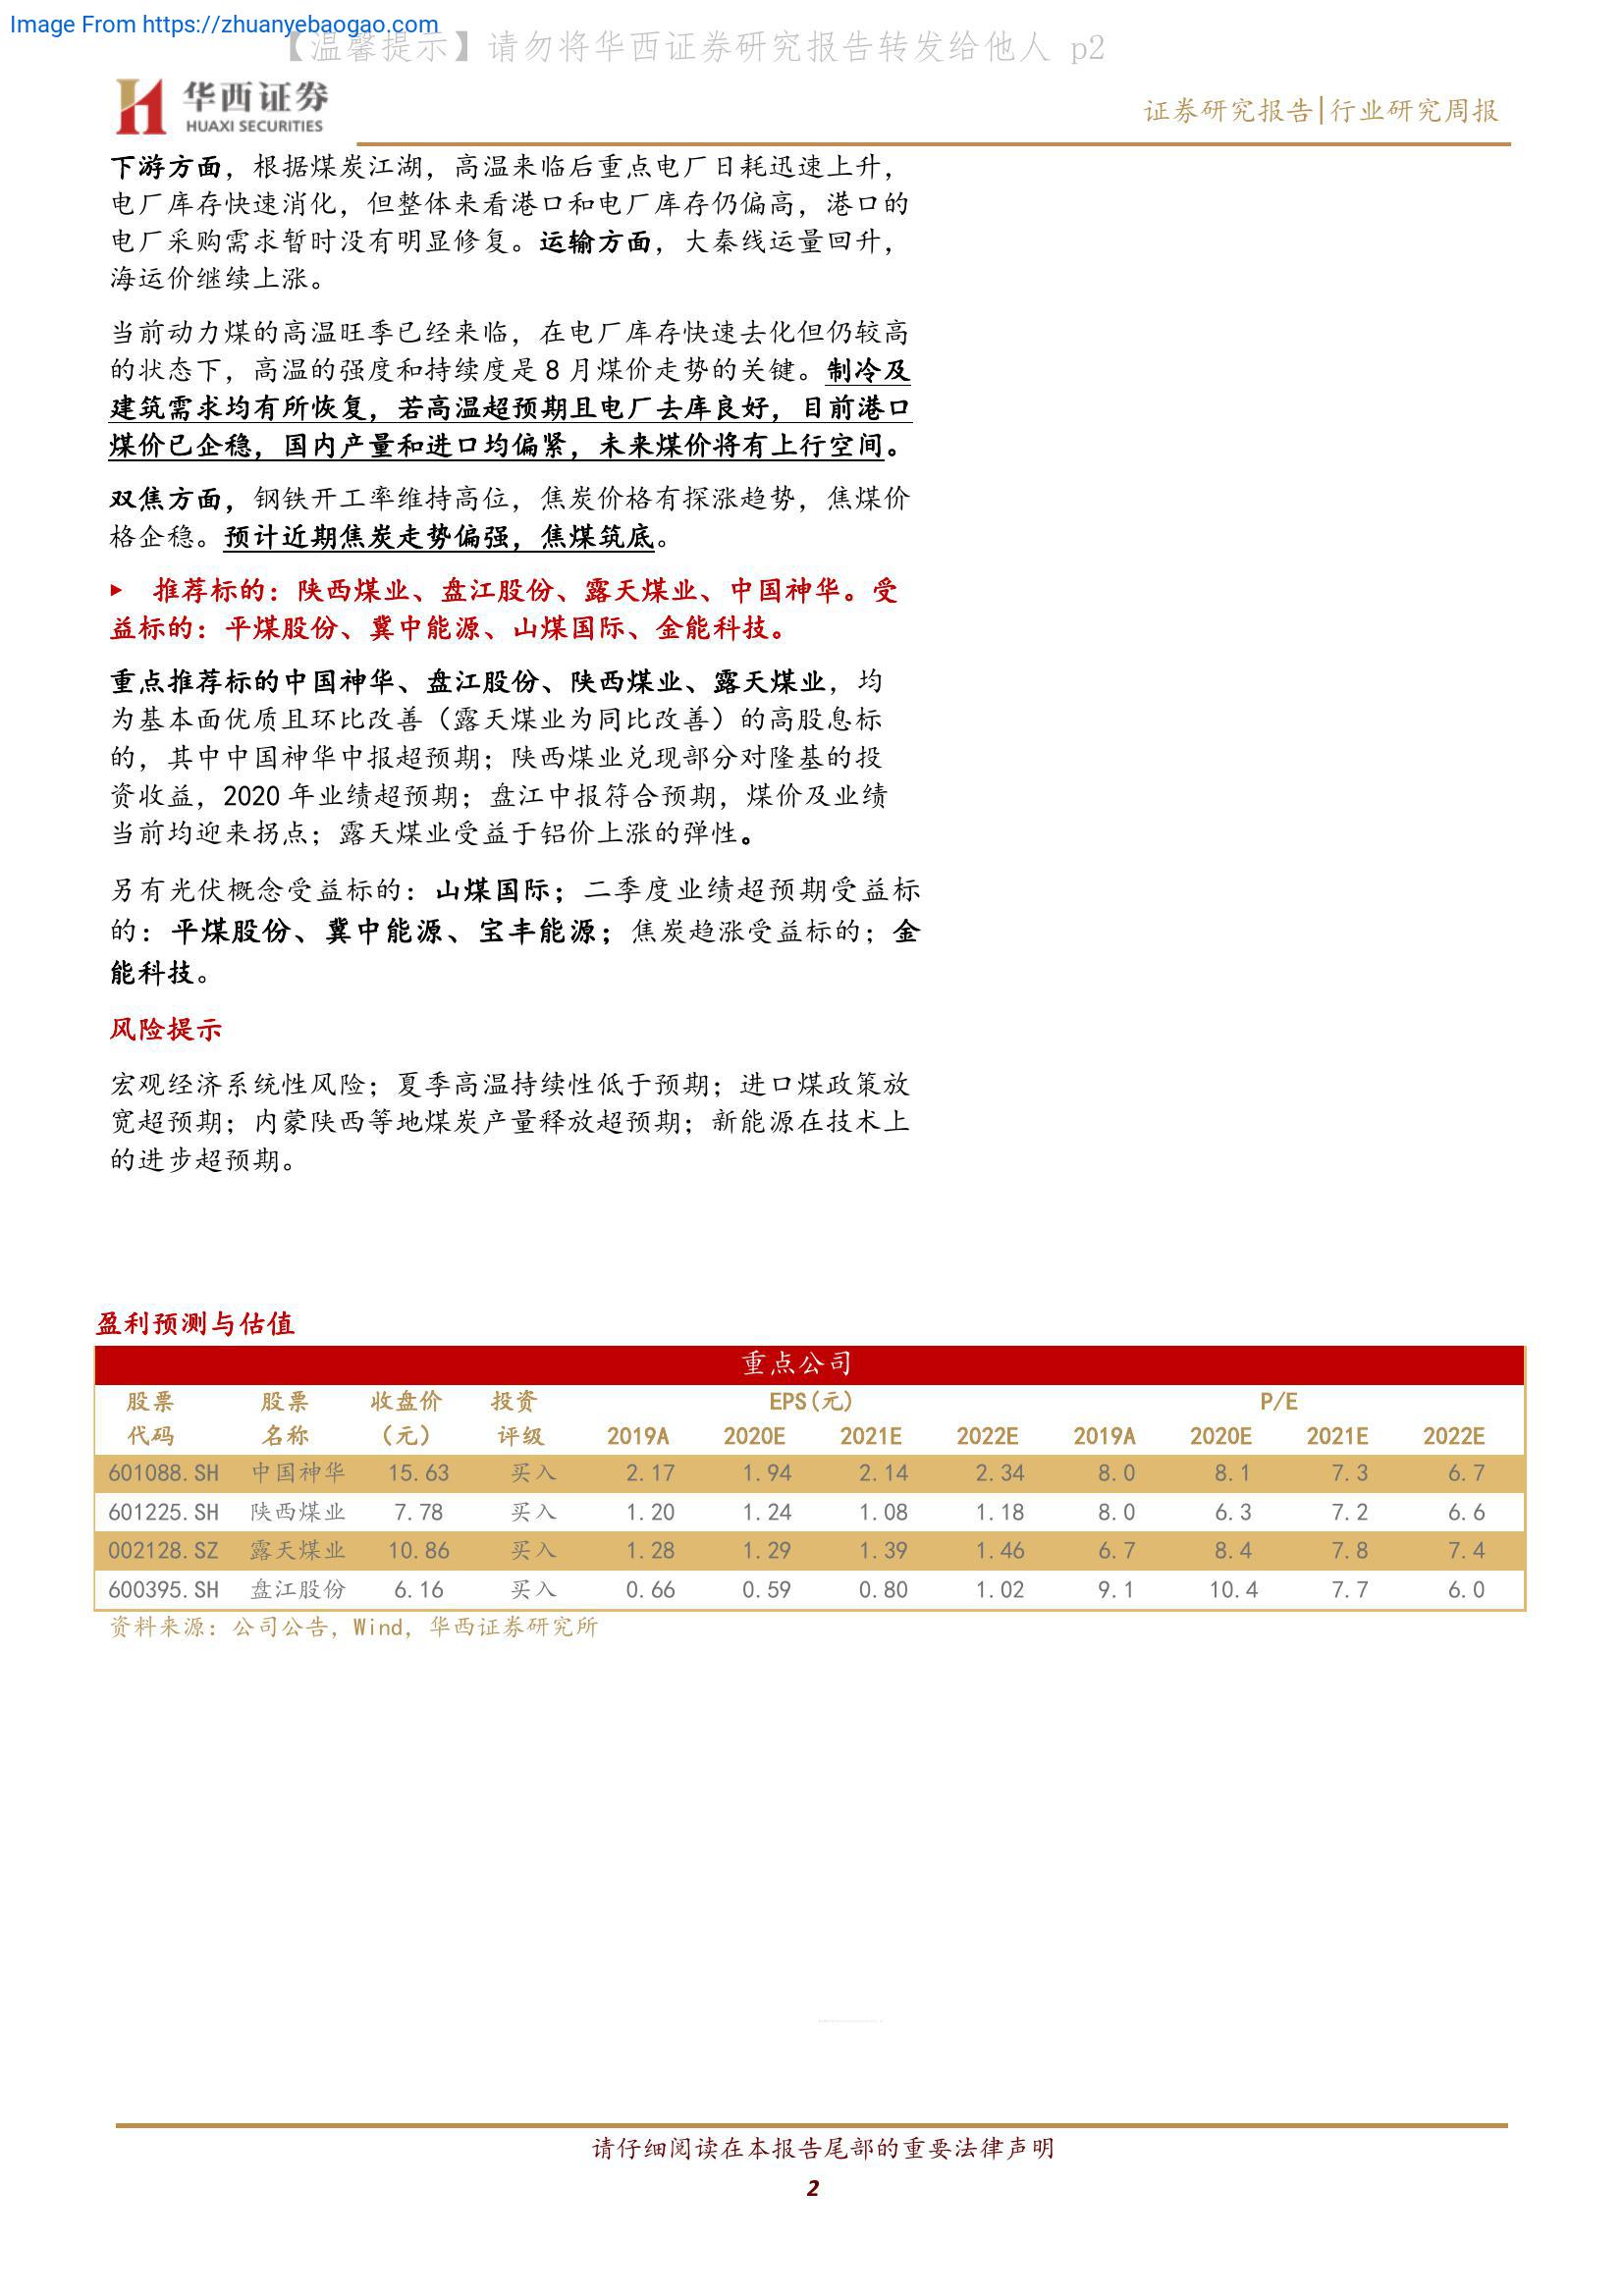 Image From https://zhuanyebaogao.com
【温馨提示】请勿将华西证券研究报告转发给他人 p2
华西证券
HUAXI SECURITIES
证券研究报告|行业研究周报
下游方面，根据煤炭江湖，高温来临后重点电厂日耗迅速上升，
电厂库存快速消化，但整体来看港口和电厂库存仍偏高，港口的
电厂采购需求暂时没有明显修复。运输方面，大秦线运量回升，
海运价继续上涨。
当前动力煤的高温旺季已经来临，在电厂库存快速去化但仍较高
的状态下，高温的强度和持续度是 8 月煤价走势的关键。制冷及
建筑需求均有所恢复，若高温超预期且电厂去库良好，目前港口
煤价已企稳，国内产量和进口均偏紧，未来煤价将有上行空间。
双焦方面，钢铁开工率维持高位，焦炭价格有探涨趋势，焦煤价
格企稳。预计近期焦炭走势偏强，焦煤筑底。
▶ 推荐标的：陕西煤业、盘江股份、露天煤业、中国神华。受
益标的：平煤股份、冀中能源、山煤国际、金能科技。
重点推荐标的中国神华、盘江股份、陕西煤业、露天煤业，均
为基本面优质且环比改善（露天煤业为同比改善）的高股息标
的，其中中国神华中报超预期；陕西煤业兑现部分对隆基的投
资收益，2020 年业绩超预期；盘江中报符合预期，煤价及业绩
当前均迎来拐点；露天煤业受益于铝价上涨的弹性。
另有光伏概念受益标的：山煤国际；二季度业绩超预期受益标
的：平煤股份、冀中能源、宝丰能源；焦炭趋涨受益标的；金
能科技。
风险提示
宏观经济系统性风险；夏季高温持续性低于预期；进口煤政策放
宽超预期；内蒙陕西等地煤炭产量释放超预期；新能源在技术上
的进步超预期。
盈利预测与估值
重点公司
股票 股票 收盘价 投资 EPS(元) P/E
代码 名称 （元） 评级 2019A 2020E 2021E 2022E 2019A 2020E 2021E 2022E
601088.SH 中国神华 15.63 买入 2.17 1.94 2.14 2.34 8.0 8.1 7.3 6.7
601225.SH 陕西煤业 7.78 买入 1.20 1.24 1.08 1.18 8.0 6.3 7.2 6.6
002128.SZ 露天煤业 10.86 买入 1.28 1.29 1.39 1.46 6.7 8.4 7.8 7.4
600395.SH 盘江股份 6.16 买入 0.66 0.59 0.80 1.02 9.1 10.4 7.7 6.0
资料来源：公司公告，Wind，华西证券研究所
请仔细阅读在本报告尾部的重要法律声明
2